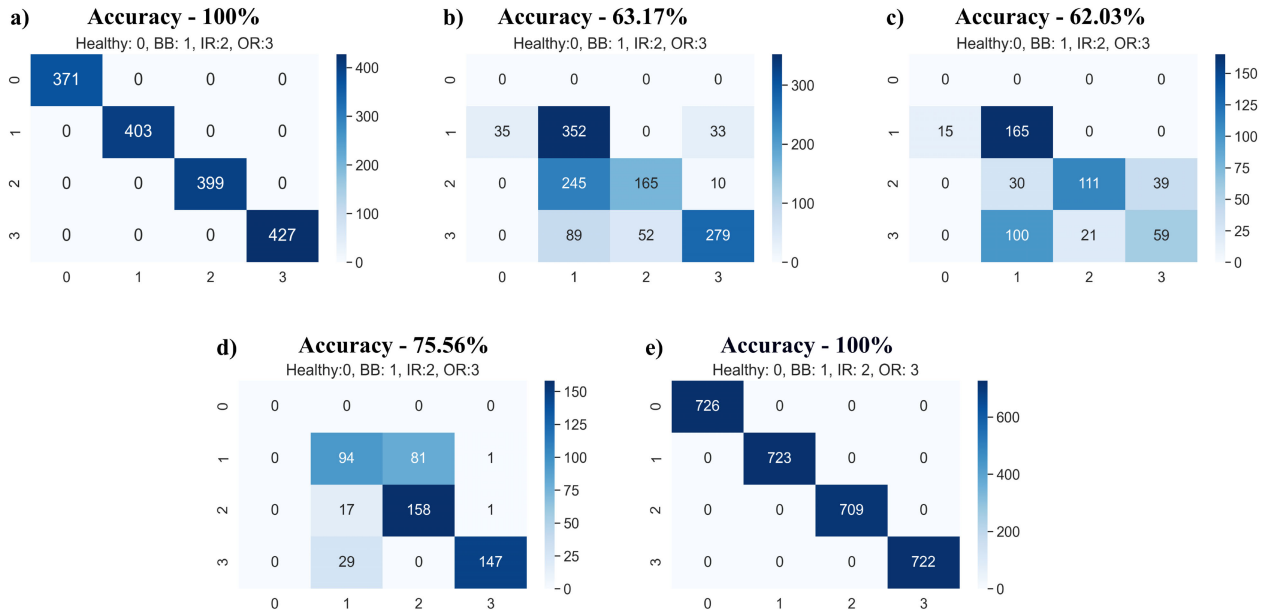 a) Accuracy - 100%
Healthy: 0, BB: 1, IR:2, OR:3
0 371 0 0 0
1 0 403 0 0
2 0 0 399 0
3 0 0 0 427
0 1 2 3
400
300
200
100
0
b) Accuracy - 63.17%
Healthy: 0, BB: 1, IR:2, OR:3
0 0 0 0 0
1 35 352 0 33
2 0 245 165 10
3 0 89 52 279
0 1 2 3
300
200
100
0
c) Accuracy - 62.03%
Healthy: 0, BB: 1, IR:2, OR:3
0 0 0 0 0
1 15 165 0 0
2 0 30 111 39
3 0 100 21 59
0 1 2 3
150
125
100
75
50
25
0
d) Accuracy - 75.56%
Healthy:0, BB: 1, IR:2, OR:3
0 0 0 0 0
1 0 94 81 1
2 0 17 158 1
3 0 29 0 147
0 1 2 3
150
125
100
75
50
25
0
e) Accuracy - 100%
Healthy: 0, BB: 1, IR: 2, OR: 3
0 726 0 0 0
1 0 723 0 0
2 0 0 709 0
3 0 0 0 722
0 1 2 3
600
400
200
0